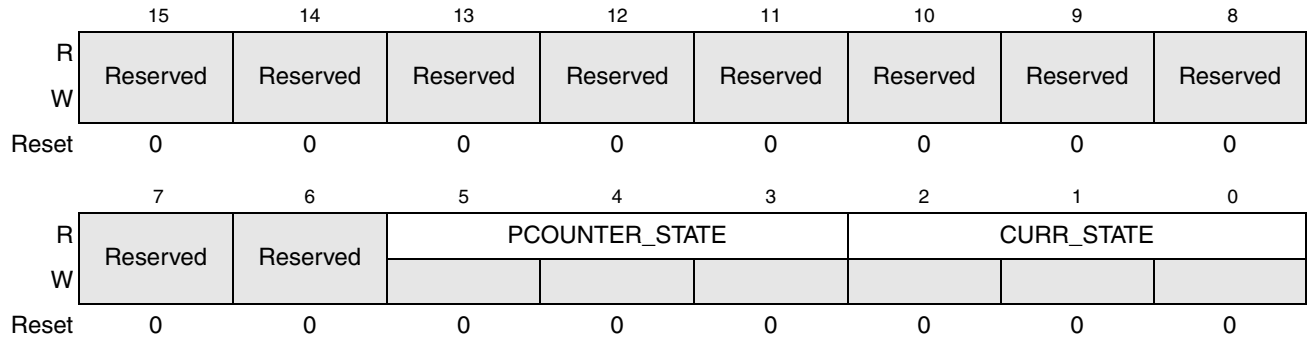 15 14 13 12 11 10 9 8
R
W
Reserved Reserved Reserved Reserved Reserved Reserved Reserved Reserved
Reset 0 0 0 0 0 0 0 0
7 6 5 4 3 2 1 0
R
W
Reserved Reserved PCOUNTER_STATE CURR_STATE
Reset 0 0 0 0 0 0 0 0